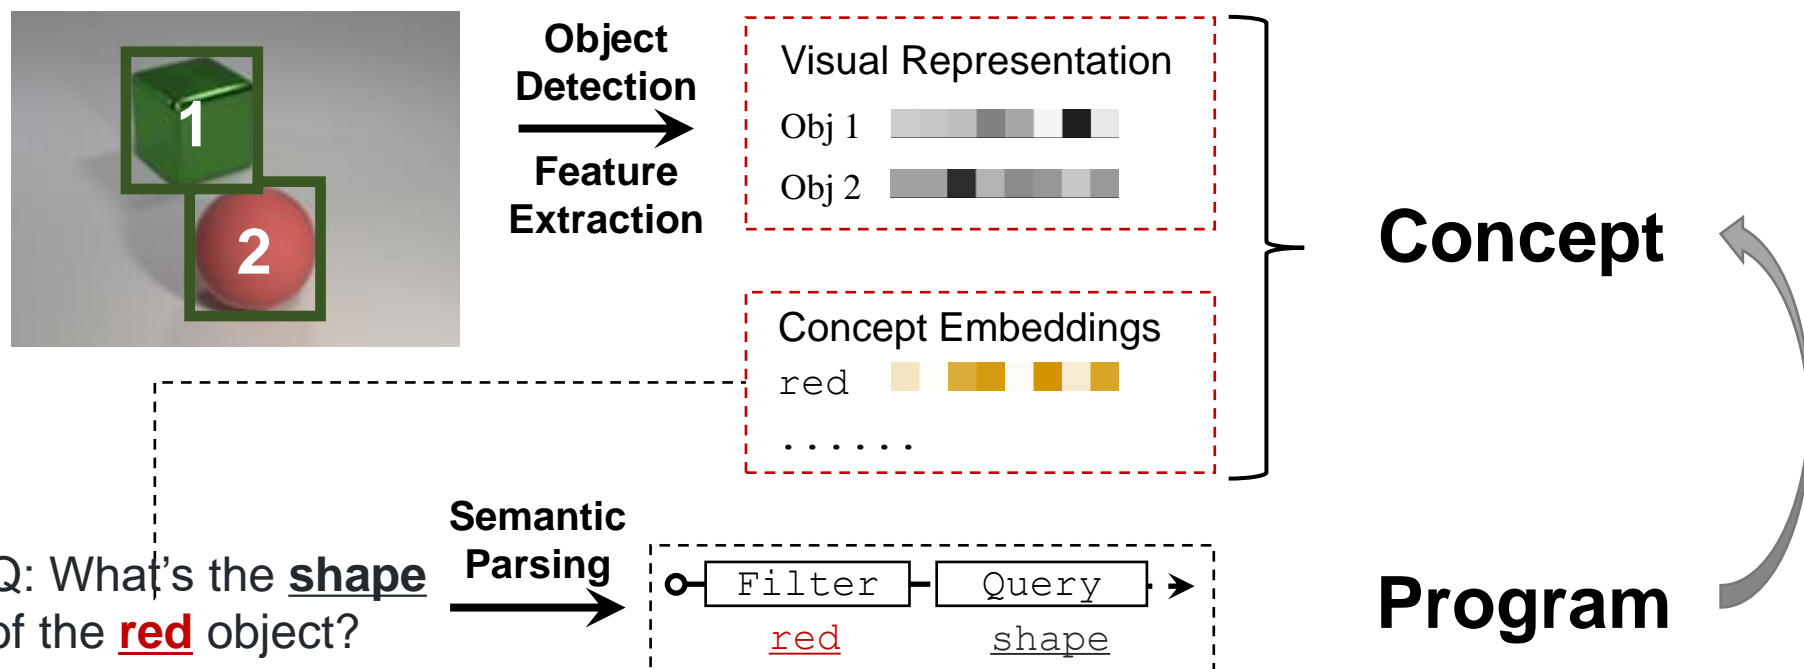 1
2
Object
Detection
Feature
Extraction
Visual Representation
Obj 1
Obj 2
Concept Embeddings
red
......
Concept
Q: What's the shape
of the red object?
Semantic
Parsing
Filter
Query
red
shape
Program